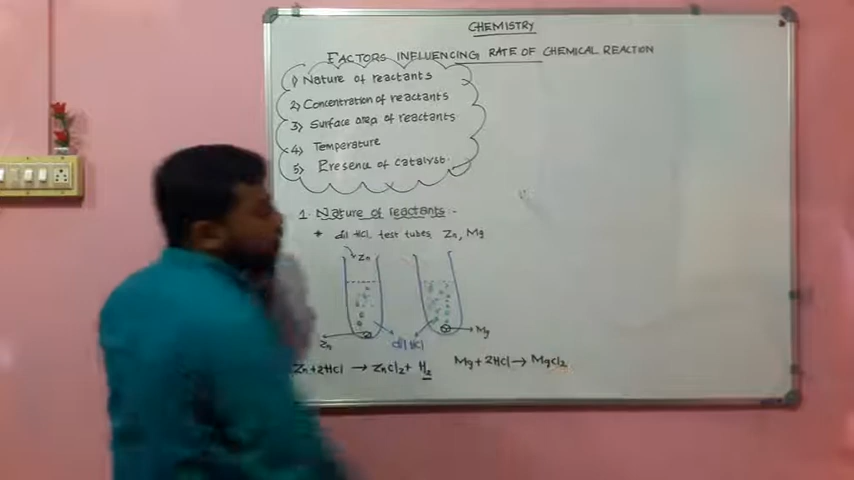 CHEMISTRY
FACTORS INFLUENCING RATE OF CHEMICAL REACTION
1) Nature of reactants
2) Concentration of reactants
3) Surface area of reactants
4) Temperature
5) Presence of catalyst.
1. Nature of reactants:-
* dil HCl, test tubes, Zn, Mg
Zn
Zn
dil HCl
Mg
Zn+2HCl → ZnCl2+ H2
Mg+2HCl → MgCl2